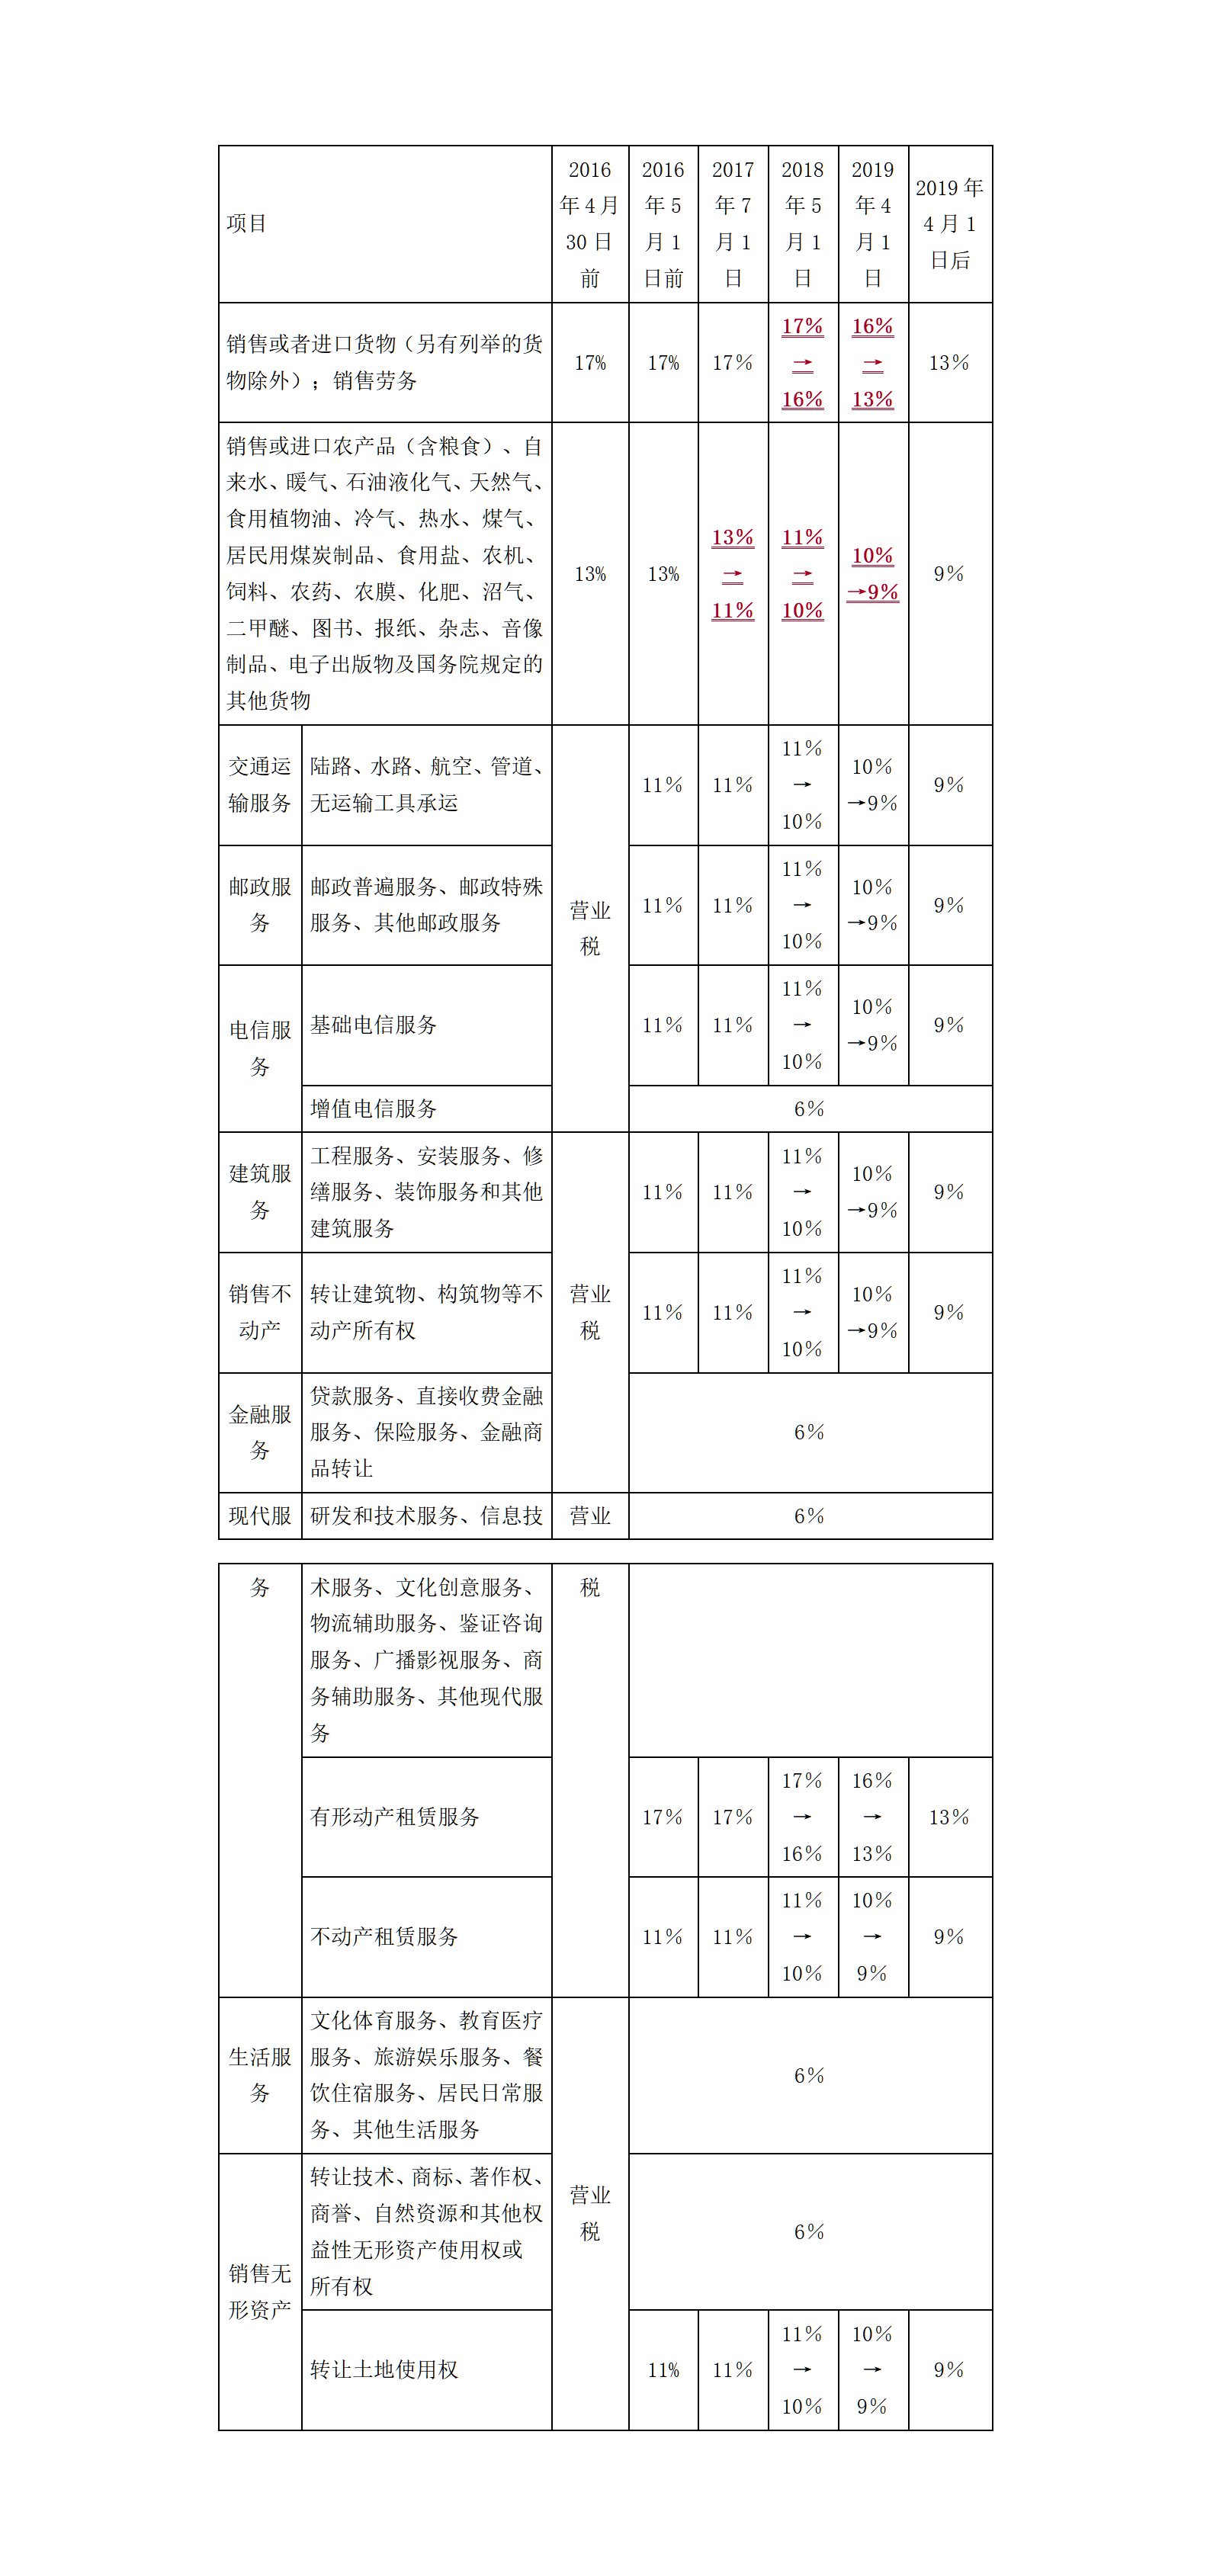 项目
2016
年 4 月
30 日
前
2016
年 5
月 1
日前
2017
年 7
月 1
日
2018
年 5
月 1
日
2019
年 4
月 1
日
2019 年
4 月 1
日后
销售或者进口货物（另有列举的货
物除外）；销售劳务
17%
17%
17%
17%
→
16%
16%
→
13%
13%
销售或进口农产品（含粮食）、自
来水、暖气、石油液化气、天然气、
食用植物油、冷气、热水、煤气、
居民用煤炭制品、食用盐、农机、
饲料、农药、农膜、化肥、沼气、
二甲醚、图书、报纸、杂志、音像
制品、电子出版物及国务院规定的
其他货物
13%
13%
13%
→
11%
11%
→
10%
10%
→9%
9%
交通运
输服务
陆路、水路、航空、管道、
无运输工具承运
营业
税
11%
11%
11%
→
10%
10%
→9%
9%
邮政服
务
邮政普遍服务、邮政特殊
服务、其他邮政服务
11%
11%
11%
→
10%
10%
→9%
9%
电信服
务
基础电信服务
11%
11%
11%
→
10%
10%
→9%
9%
增值电信服务
6%
建筑服
务
工程服务、安装服务、修
缮服务、装饰服务和其他
建筑服务
营业
税
11%
11%
11%
→
10%
10%
→9%
9%
销售不
动产
转让建筑物、构筑物等不
动产所有权
11%
11%
11%
→
10%
10%
→9%
9%
金融服
务
贷款服务、直接收费金融
服务、保险服务、金融商
品转让
6%
现代服
研发和技术服务、信息技
营业
6%
务
术服务、文化创意服务、
物流辅助服务、鉴证咨询
服务、广播影视服务、商
务辅助服务、其他现代服
务
税
有形动产租赁服务
17%
17%
17%
→
16%
16%
→
13%
13%
不动产租赁服务
11%
11%
11%
→
10%
10%
→
9%
9%
生活服
务
文化体育服务、教育医疗
服务、旅游娱乐服务、餐
饮住宿服务、居民日常服
务、其他生活服务
营业
税
6%
销售无
形资产
转让技术、商标、著作权、
商誉、自然资源和其他权
益性无形资产使用权或
所有权
6%
转让土地使用权
11%
11%
11%
→
10%
10%
→
9%
9%